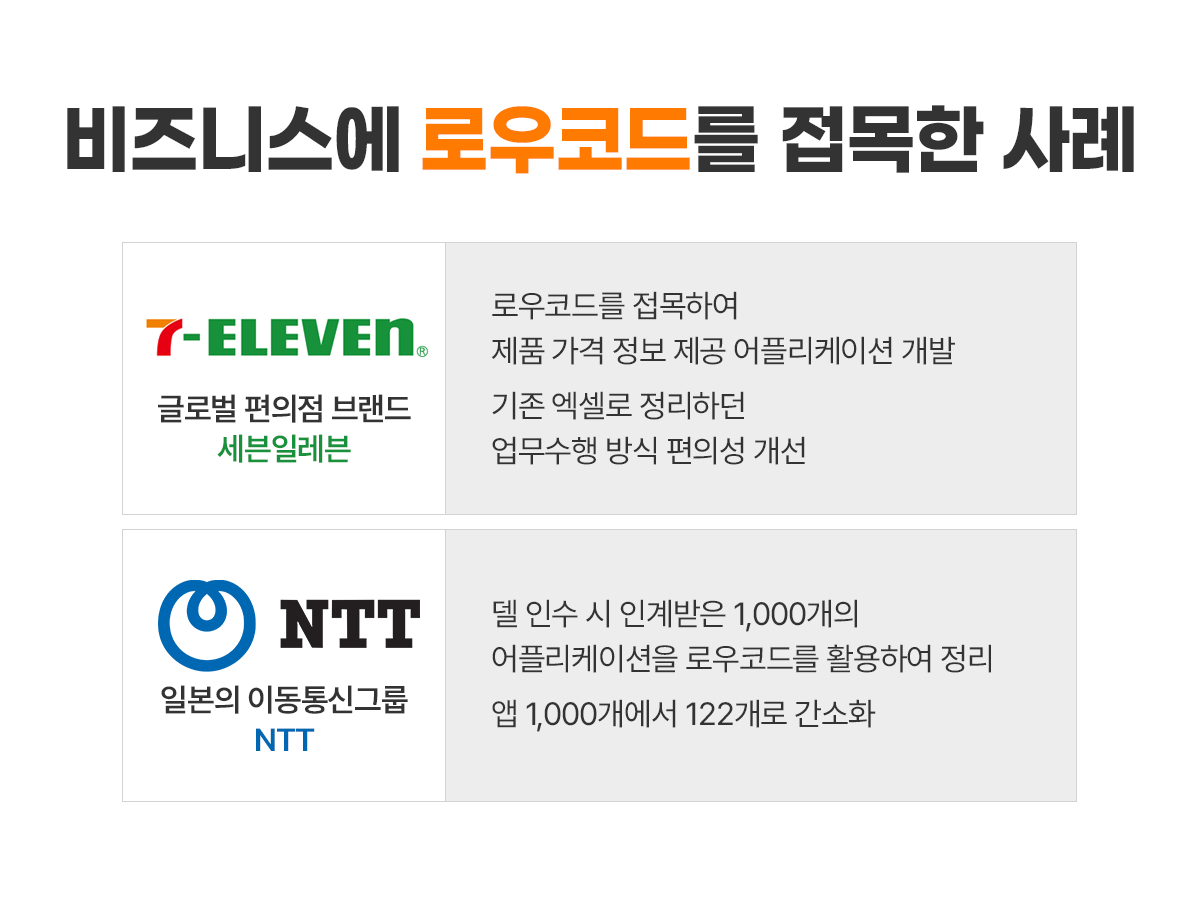 비즈니스에 로우코드를 접목한 사례
7-ELEVEn®
글로벌 편의점 브랜드
세븐일레븐
로우코드를 접목하여
제품 가격 정보 제공 어플리케이션 개발
기존 엑셀로 정리하던
업무수행 방식 편의성 개선
NTT
일본의 이동통신그룹
NTT
델 인수 시 인계받은 1,000개의
어플리케이션을 로우코드를 활용하여 정리
앱 1,000개에서 122개로 간소화